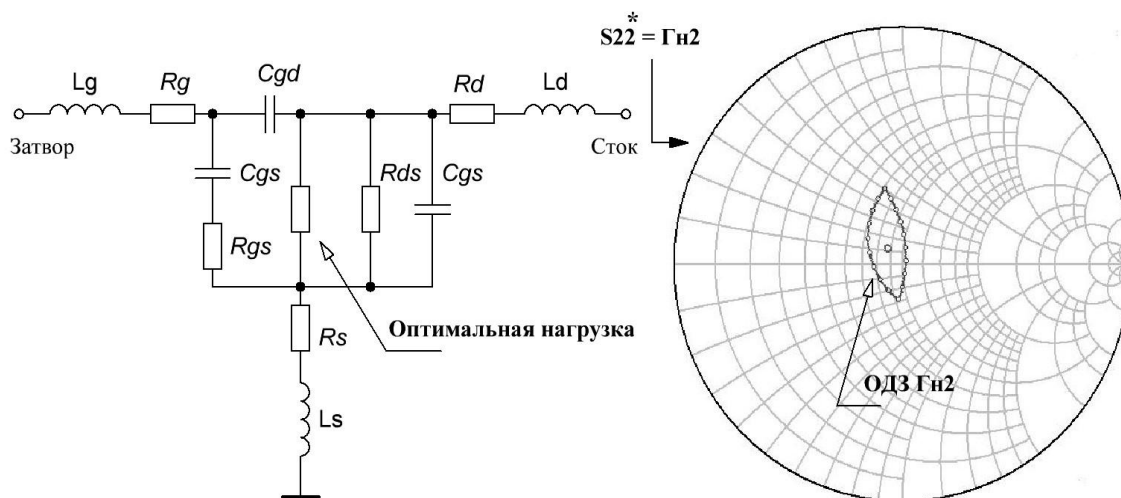 *
S22 = Гн2
Lg
Rg
Cgd
Rd
Ld
Затвор
Сток
Cgs
Rds
Cgs
Rgs
Оптимальная нагрузка
Rs
ОДЗ Гн2
Ls